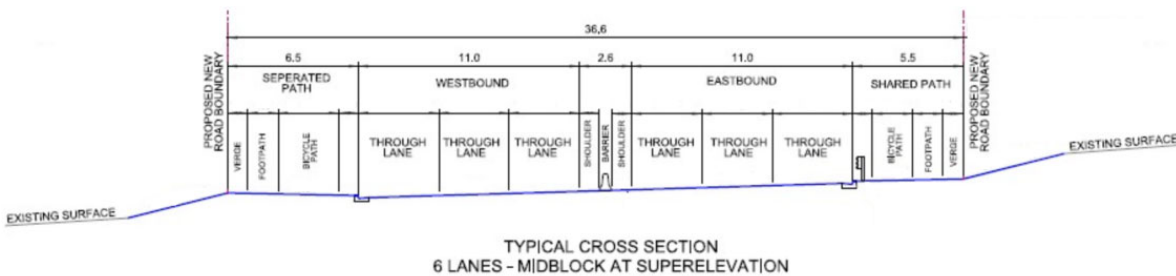 36,6
6.5
11.0
2.6
11.0
5.5
PROPOSED NEW
ROAD BOUNDARY
SEPERATED
PATH
WESTBOUND
EASTBOUND
SHARED PATH
PROPOSED NEW
ROAD BOUNDARY
VERGE
FOOTPATH
BICYCLE
PATH
THROUGH
LANE
THROUGH
LANE
THROUGH
LANE
SHOULDER
BARRIER
SHOULDER
THROUGH
LANE
THROUGH
LANE
THROUGH
LANE
BICYCLE
PATH
FOOTPATH
VERGE
EXISTING SURFACE
EXISTING SURFACE
TYPICAL CROSS SECTION
6 LANES - MIDBLOCK AT SUPERELEVATION